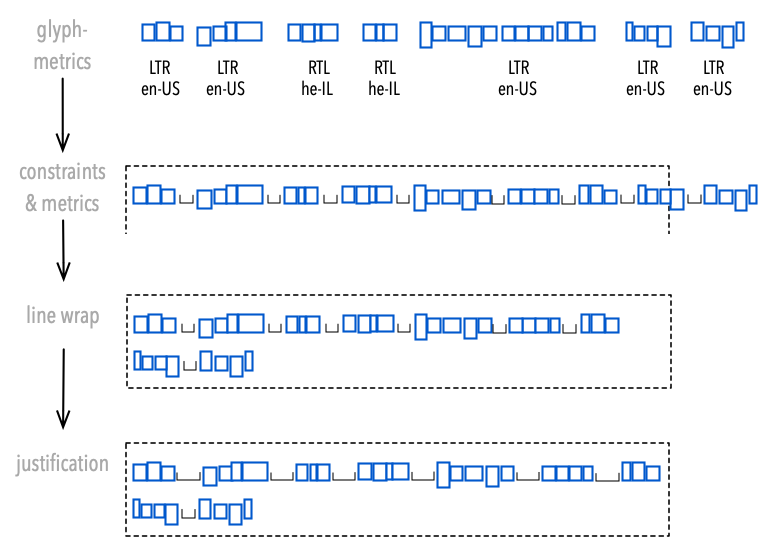 glyph-
metrics
LTR LTR RTL RTL LTR LTR LTR
en-US en-US he-IL he-IL en-US en-US en-US
constraints
& metrics
line wrap
justification